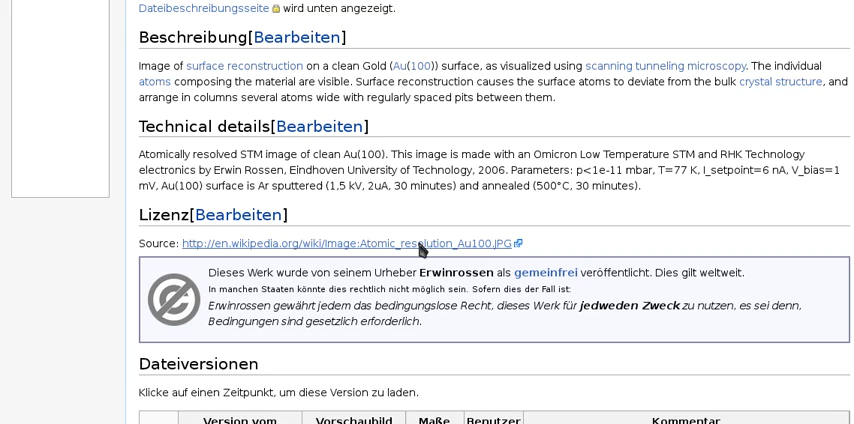 Dateibeschreibungsseite wird unten angezeigt.
Beschreibung[Bearbeiten]
Image of surface reconstruction on a clean Gold (Au(100)) surface, as visualized using scanning tunneling microscopy. The individual
atoms composing the material are visible. Surface reconstruction causes the surface atoms to deviate from the bulk crystal structure, and
arrange in columns several atoms wide with regularly spaced pits between them.
Technical details[Bearbeiten]
Atomically resolved STM image of clean Au(100). This image is made with an Omicron Low Temperature STM and RHK Technology
electronics by Erwin Rossen, Eindhoven University of Technology, 2006. Parameters: p<1e-11 mbar, T=77 K, I_setpoint=6 nA, V_bias=1
mV, Au(100) surface is Ar sputtered (1,5 kV, 2uA, 30 minutes) and annealed (500°C, 30 minutes).
Lizenz[Bearbeiten]
Source: http://en.wikipedia.org/wiki/Image:Atomic_resolution_Au100.JPG
Dieses Werk wurde von seinem Urheber Erwinrossen als gemeinfrei veröffentlicht. Dies gilt weltweit.
In manchen Staaten könnte dies rechtlich nicht möglich sein. Sofern dies der Fall ist:
Erwinrossen gewährt jedem das bedingungslose Recht, dieses Werk für jedweden Zweck zu nutzen, es sei denn,
Bedingungen sind gesetzlich erforderlich.
Dateiversionen
Klicke auf einen Zeitpunkt, um diese Version zu laden.
Version vom Vorschaubild Maße Benutzer Kommentar